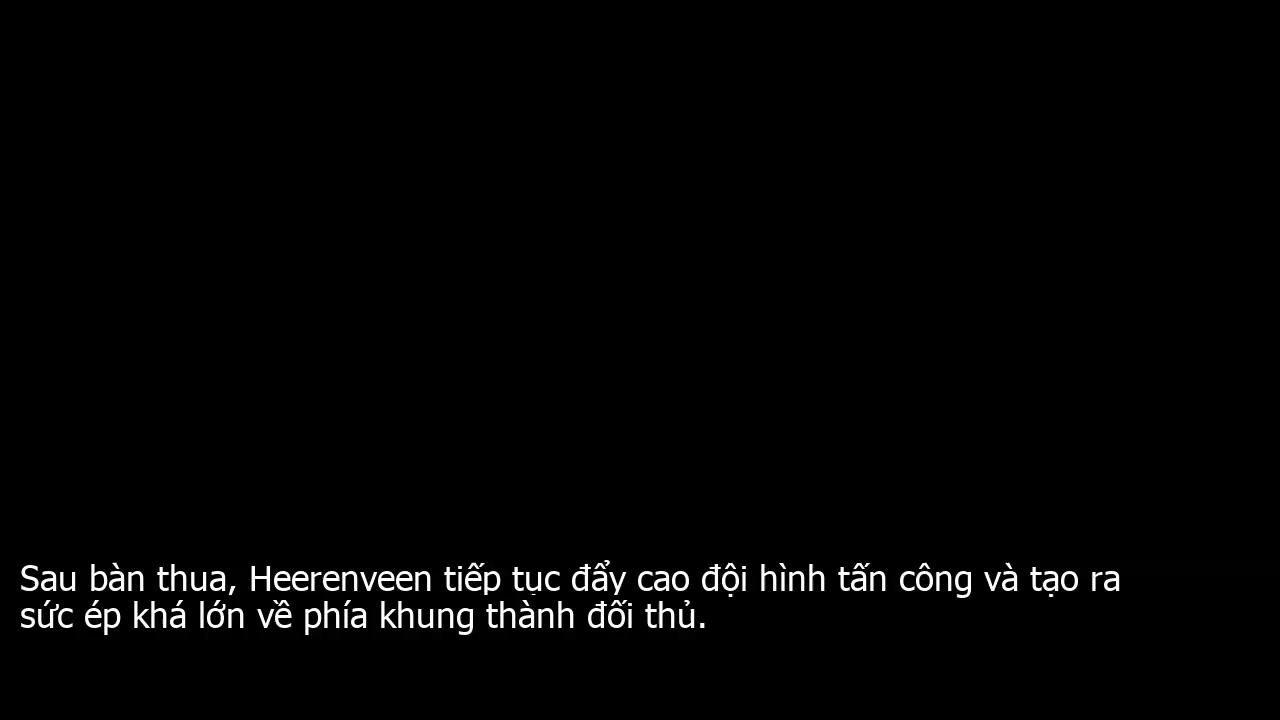 Sau bàn thua, Heerenveen tiếp tục đẩy cao đội hình tấn công và tạo ra
sức ép khá lớn về phía khung thành đối thủ.